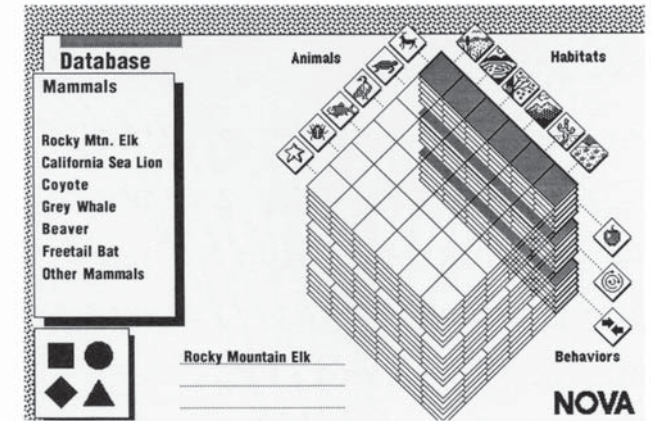 Database
Animals
Habitats
Mammals
Rocky Mtn. Elk
California Sea Lion
Coyote
Grey Whale
Beaver
Freetail Bat
Other Mammals
Rocky Mountain Elk
Behaviors
NOVA